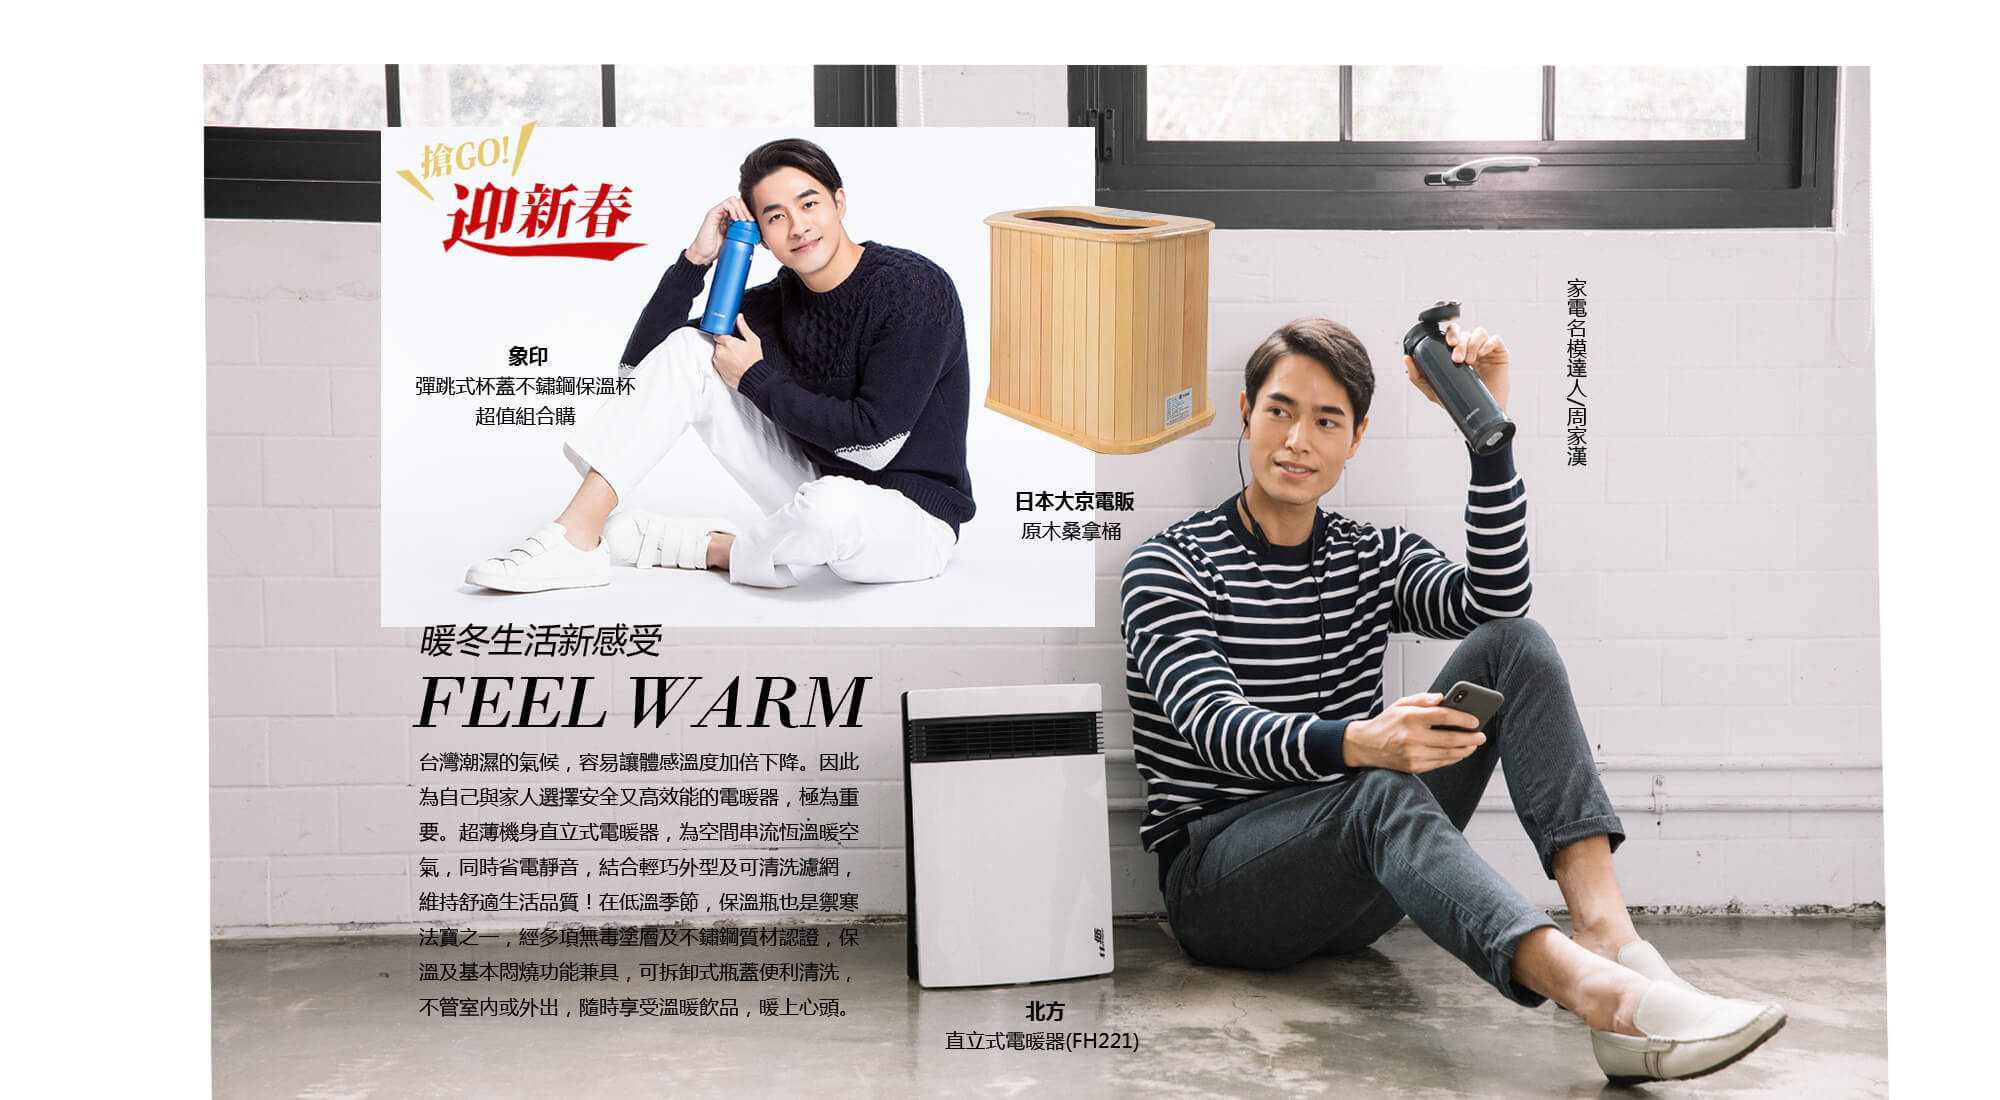 搶GO!
迎新春
象印
彈跳式杯蓋不鏽鋼保溫杯
超值組合購
日本大京電販
原木桑拿桶
家電名模達人/周家漢
暖冬生活新感受
FEEL WARM
台灣潮濕的氣候，容易讓體感溫度加倍下降。因此
為自己與家人選擇安全又高效能的電暖器，極為重
要。超薄機身直立式電暖器，為空間串流恆溫暖空
氣，同時省電靜音，結合輕巧外型及可清洗濾網，
維持舒適生活品質！在低溫季節，保溫瓶也是禦寒
法寶之一，經多項無毒塗層及不鏽鋼質材認證，保
溫及基本悶燒功能兼具，可拆卸式瓶蓋便利清洗，
不管室內或外出，隨時享受溫暖飲品，暖上心頭。
北方
直立式電暖器(FH221)